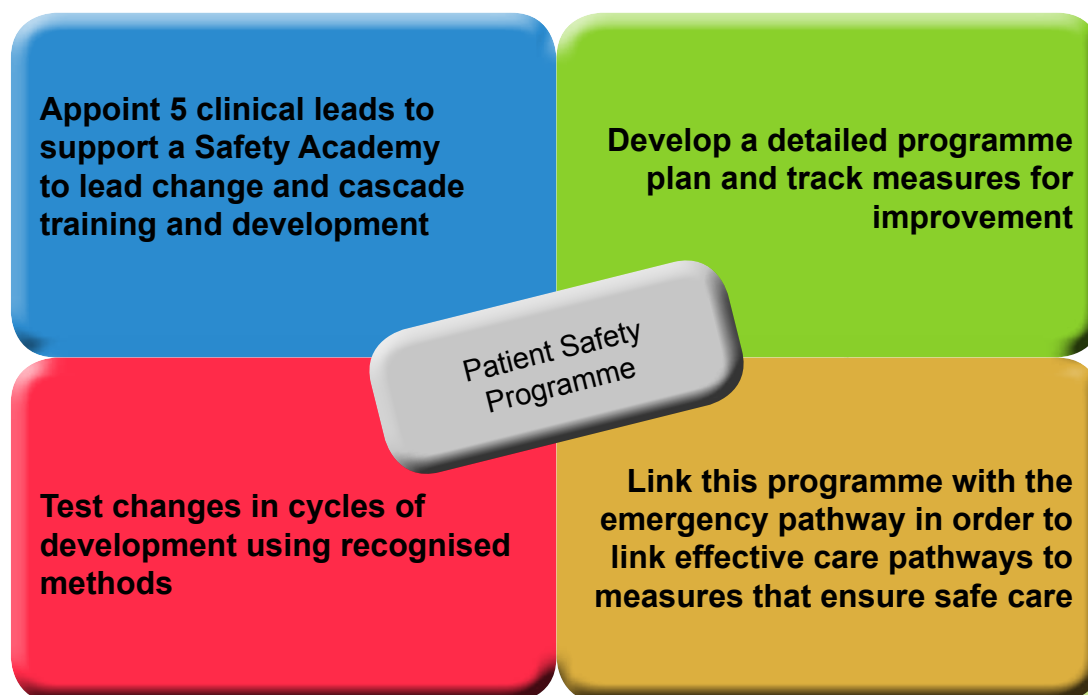 Appoint 5 clinical leads to
support a Safety Academy
to lead change and cascade
training and development
Develop a detailed programme
plan and track measures for
improvement
Patient Safety
Programme
Test changes in cycles of
development using recognised
methods
Link this programme with the
emergency pathway in order to
link effective care pathways to
measures that ensure safe care